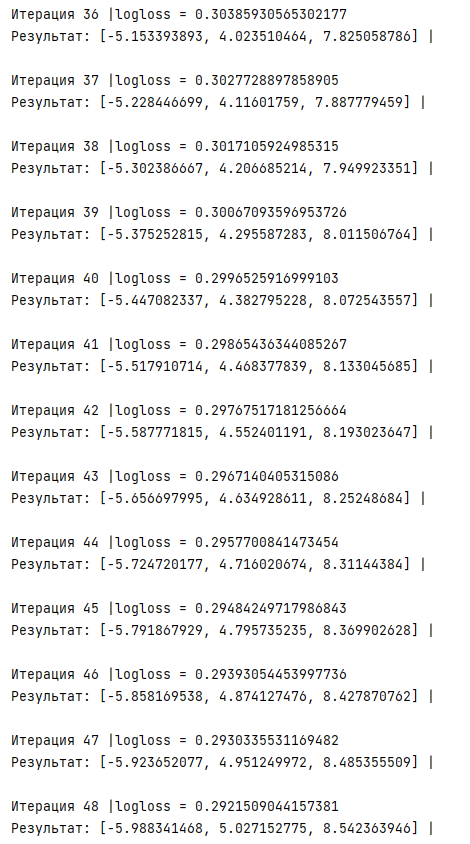 Итерация 36 |logloss = 0.30385930565302177
Результат: [-5.153393893, 4.023510464, 7.825058786] |
Итерация 37 |logloss = 0.3027728897858905
Результат: [-5.228446699, 4.11601759, 7.887779459] |
Итерация 38 |logloss = 0.3017105924985315
Результат: [-5.302386667, 4.206685214, 7.949923351] |
Итерация 39 |logloss = 0.30067093596953726
Результат: [-5.375252815, 4.295587283, 8.011506764] |
Итерация 40 |logloss = 0.2996525916999103
Результат: [-5.447082337, 4.382795228, 8.072543557] |
Итерация 41 |logloss = 0.29865436344085267
Результат: [-5.517910714, 4.468377839, 8.133045685] |
Итерация 42 |logloss = 0.29767517181256664
Результат: [-5.587771815, 4.552401191, 8.193023647] |
Итерация 43 |logloss = 0.2967140405315086
Результат: [-5.656697995, 4.634928611, 8.25248684] |
Итерация 44 |logloss = 0.2957700841473454
Результат: [-5.724720177, 4.716020674, 8.31144384] |
Итерация 45 |logloss = 0.29484249717986843
Результат: [-5.791867929, 4.795735235, 8.369902628] |
Итерация 46 |logloss = 0.29393054453997736
Результат: [-5.858169538, 4.874127476, 8.427870762] |
Итерация 47 |logloss = 0.2930335531169482
Результат: [-5.923652077, 4.951249972, 8.485355509] |
Итерация 48 |logloss = 0.2921509044157381
Результат: [-5.988341468, 5.027152775, 8.542363946] |